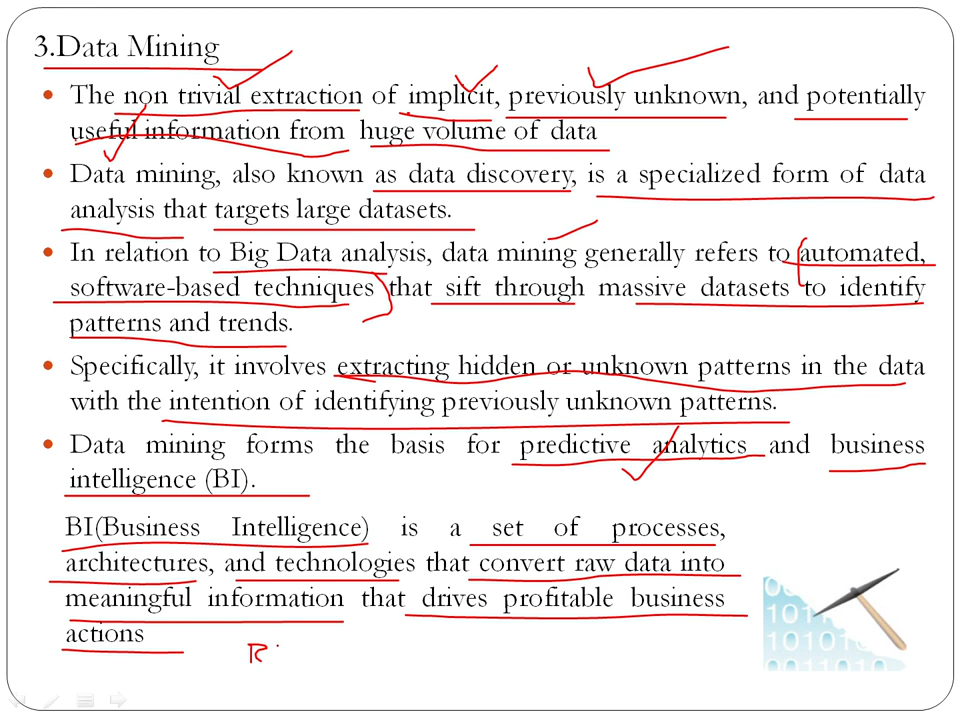 3.Data Mining
• The non trivial extraction of implicit, previously unknown, and potentially
useful information from huge volume of data
• Data mining, also known as data discovery, is a specialized form of data
analysis that targets large datasets.
• In relation to Big Data analysis, data mining generally refers to automated,
software-based techniques that sift through massive datasets to identify
patterns and trends.
• Specifically, it involves extracting hidden or unknown patterns in the data
with the intention of identifying previously unknown patterns.
• Data mining forms the basis for predictive analytics and business
intelligence (BI).
BI(Business Intelligence) is a set of processes,
architectures, and technologies that convert raw data into
meaningful information that drives profitable business
actions